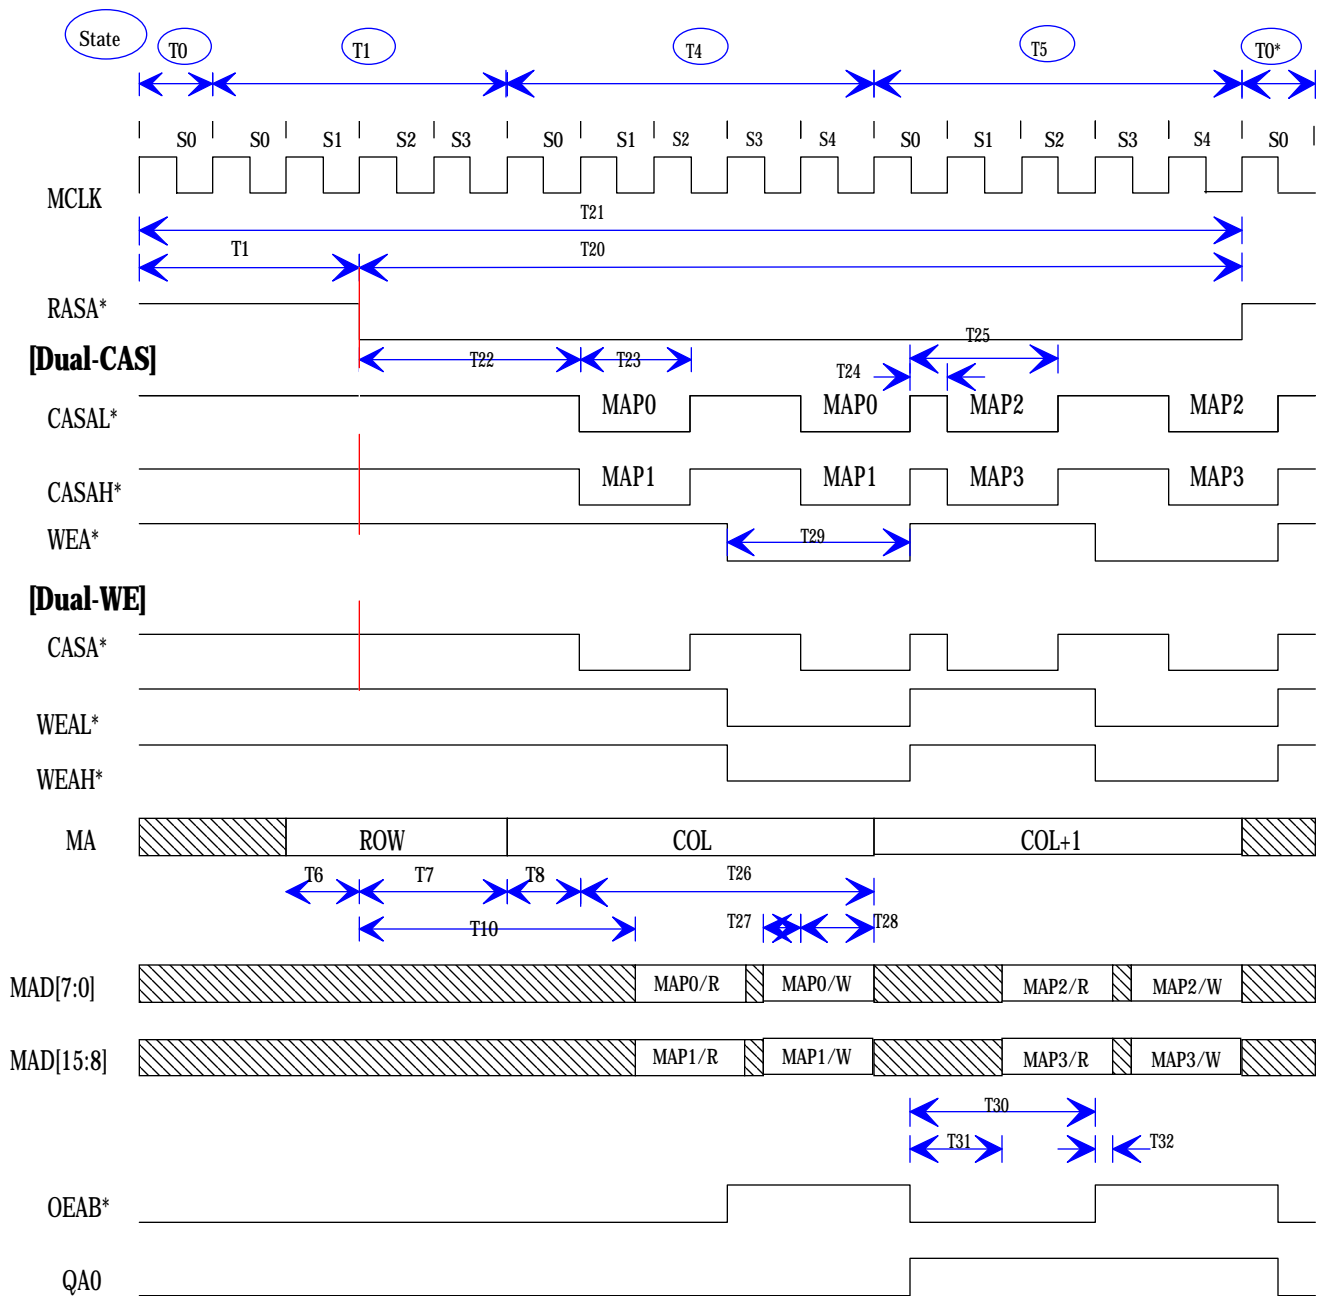 State T0 T1 T4 T5 T0*
S0 S0 S1 S2 S3 S0 S1 S2 S3 S4 S0 S1 S2 S3 S4 S0
MCLK
T21
T1 T20
RASA*
T25
[Dual-CAS]
T22 T23 T24
CASAL* MAP0 MAP0 MAP2 MAP2
CASAH* MAP1 MAP1 MAP3 MAP3
WEA* T29
[Dual-WE]
CASA*
WEAL*
WEAH*
MA ROW COL COL+1
T6 T7 T8 T26
T10 T27 T28
MAD[7:0] MAP0/R MAP0/W MAP2/R MAP2/W
MAD[15:8] MAP1/R MAP1/W MAP3/R MAP3/W
T30
T31 T32
OEAB*
QA0